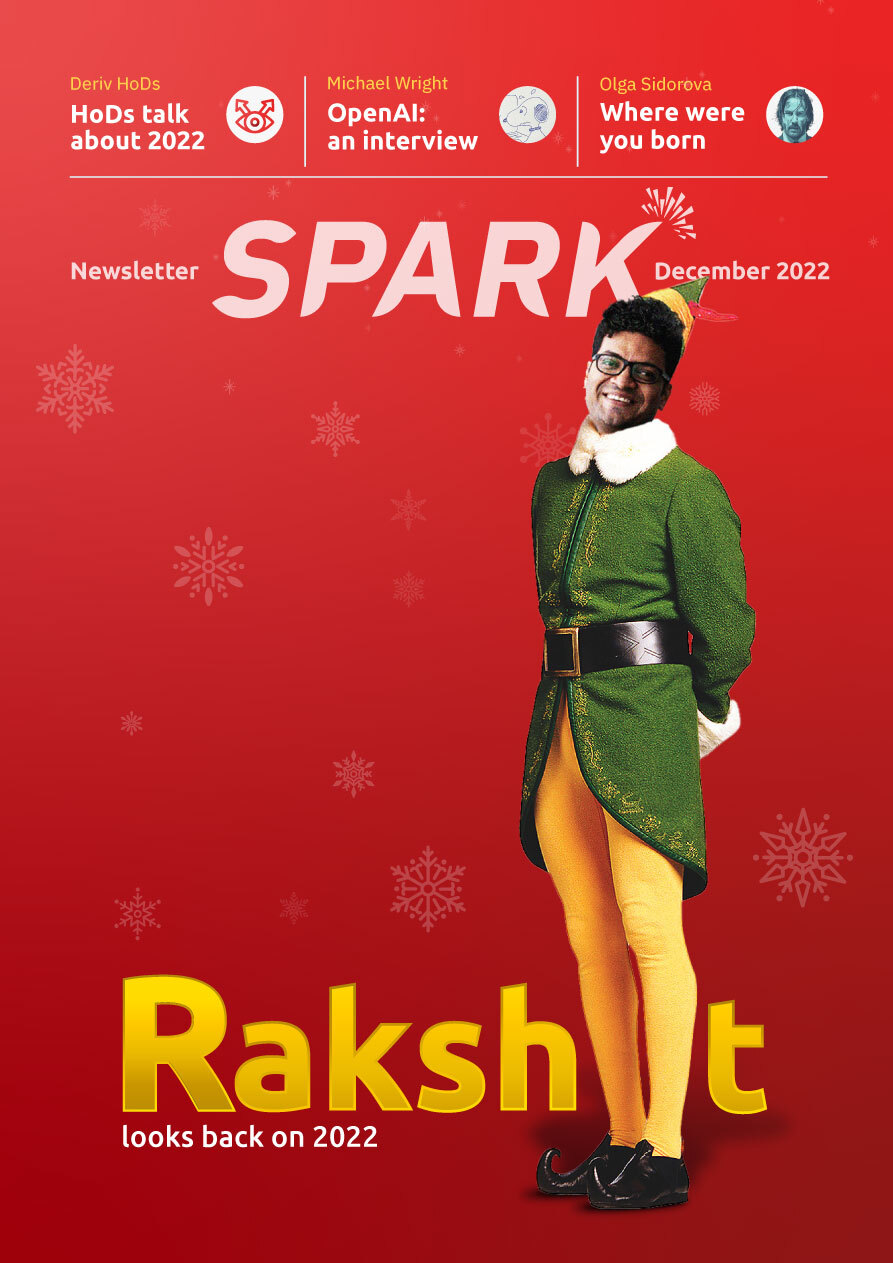 Deriv HoDs
HoDs talk
about 2022
Michael Wright
OpenAI:
an interview
Olga Sidorova
Where were
you born
Newsletter
SPARK
December 2022
Raksh t
looks back on 2022